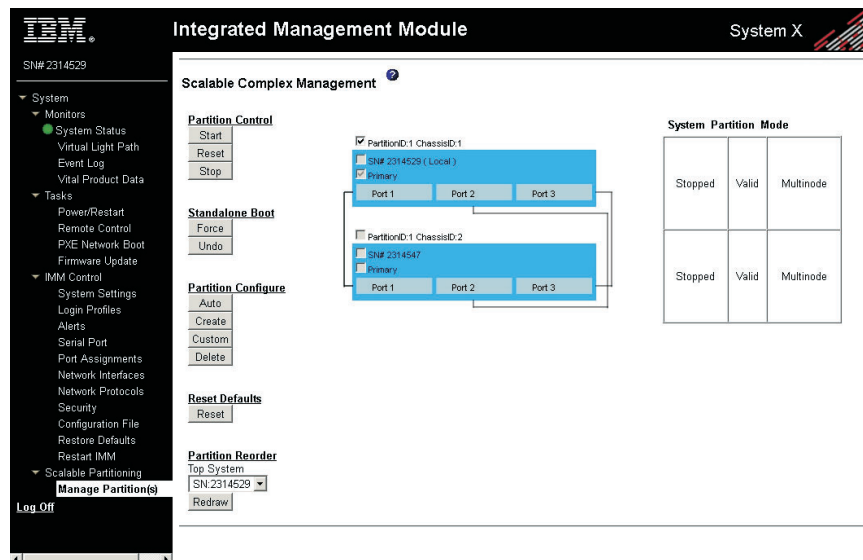 IBM®
Integrated Management Module
System X
SN# 2314529
System
Monitors
System Status
Virtual Light Path
Event Log
Vital Product Data
Tasks
Power/Restart
Remote Control
PXE Network Boot
Firmware Update
IMM Control
System Settings
Login Profiles
Alerts
Serial Port
Port Assignments
Network Interfaces
Network Protocols
Security
Configuration File
Restore Defaults
Restart IMM
Scalable Partitioning
Manage Partition(s)
Log Off
Scalable Complex Management ?
Partition Control
Start
Reset
Stop
Standalone Boot
Force
Undo
Partition Configure
Auto
Create
Custom
Delete
Reset Defaults
Reset
Partition Reorder
Top System
SN:2314529
Redraw
PartitionID:1 ChassisID:1
SN# 2314529 ( Local )
Primary
Port 1 Port 2 Port 3
PartitionID:1 ChassisID:2
SN# 2314547
Primary
Port 1 Port 2 Port 3
System Partition Mode
Stopped Valid Multinode
Stopped Valid Multinode